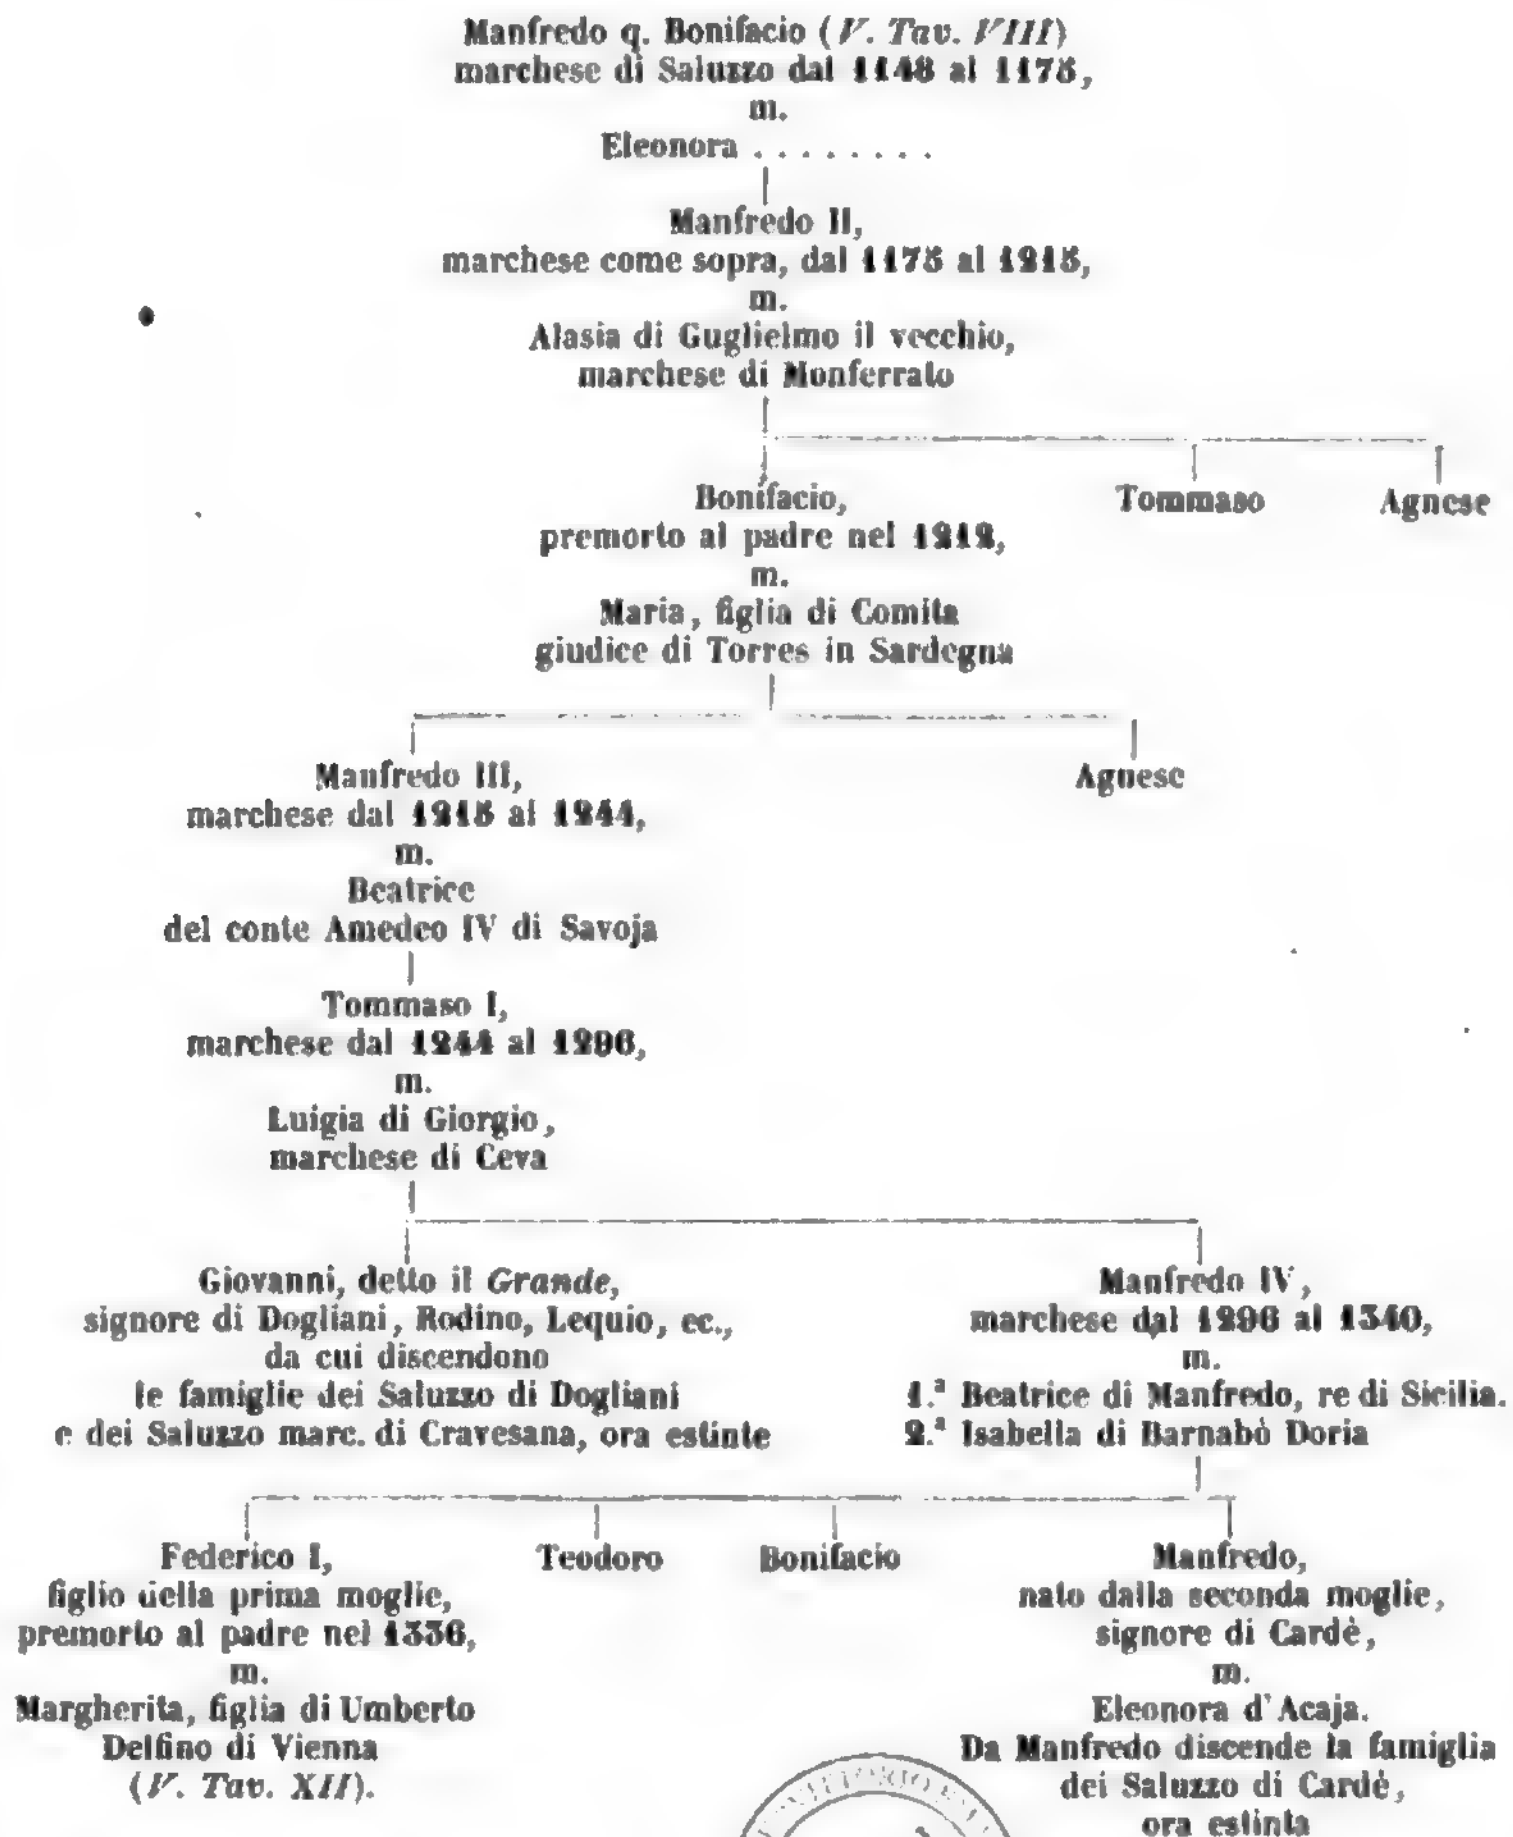 Manfredo q. Bonifacio (V. Tav. VIII)
marchese di Saluzzo dal 1148 al 1175,
m.
Eleonora . . . . . . . .
Manfredo II,
marchese come sopra, dal 1175 al 1215,
m.
Alasia di Guglielmo il vecchio,
marchese di Monferrato
Bonifacio,
premorto al padre nel 1212,
m.
Maria, figlia di Comita
giudice di Torres in Sardegna
Tommaso
Agnese
Manfredo III,
marchese dal 1215 al 1244,
m.
Beatrice
del conte Amedeo IV di Savoja
Agnese
Tommaso I,
marchese dal 1244 al 1296,
m.
Luigia di Giorgio,
marchese di Ceva
Giovanni, detto il Grande,
signore di Dogliani, Rodino, Lequio, ec.,
da cui discendono
le famiglie dei Saluzzo di Dogliani
e dei Saluzzo marc. di Cravesana, ora estinte
Manfredo IV,
marchese dal 1296 al 1340,
m.
1.ª Beatrice di Manfredo, re di Sicilia.
2.ª Isabella di Barnabò Doria
Federico I,
figlio della prima moglie,
premorto al padre nel 1336,
m.
Margherita, figlia di Umberto
Delfino di Vienna
(V. Tav. XII).
Teodoro
Bonifacio
Manfredo,
nato dalla seconda moglie,
signore di Cardè,
m.
Eleonora d'Acaja.
Da Manfredo discende la famiglia
dei Saluzzo di Cardè,
ora estinta